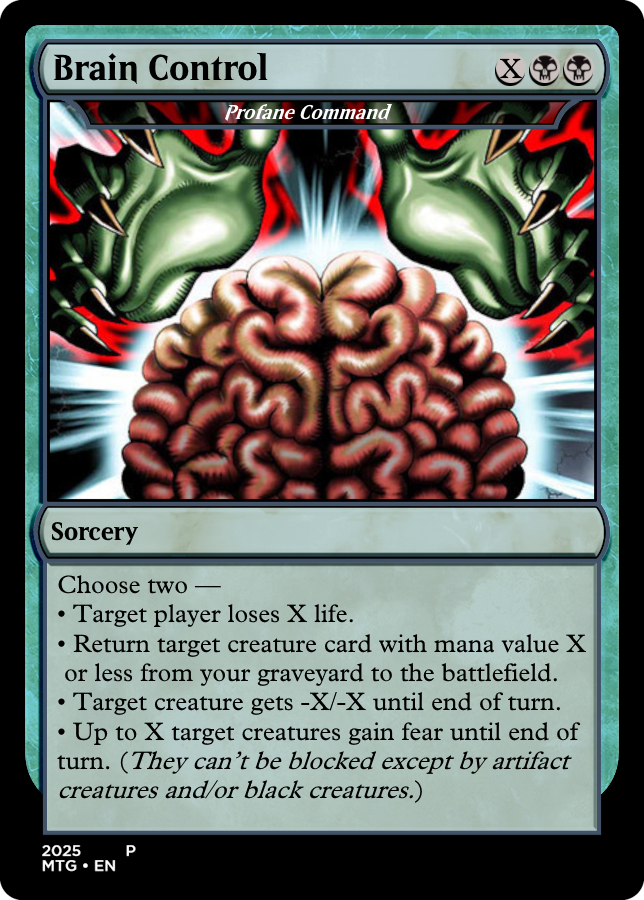 Brain Control X
Profane Command
Sorcery
Choose two —
• Target player loses X life.
• Return target creature card with mana value X
or less from your graveyard to the battlefield.
• Target creature gets -X/-X until end of turn.
• Up to X target creatures gain fear until end of
turn. (They can't be blocked except by artifact
creatures and/or black creatures.)
2025 P
MTG • EN